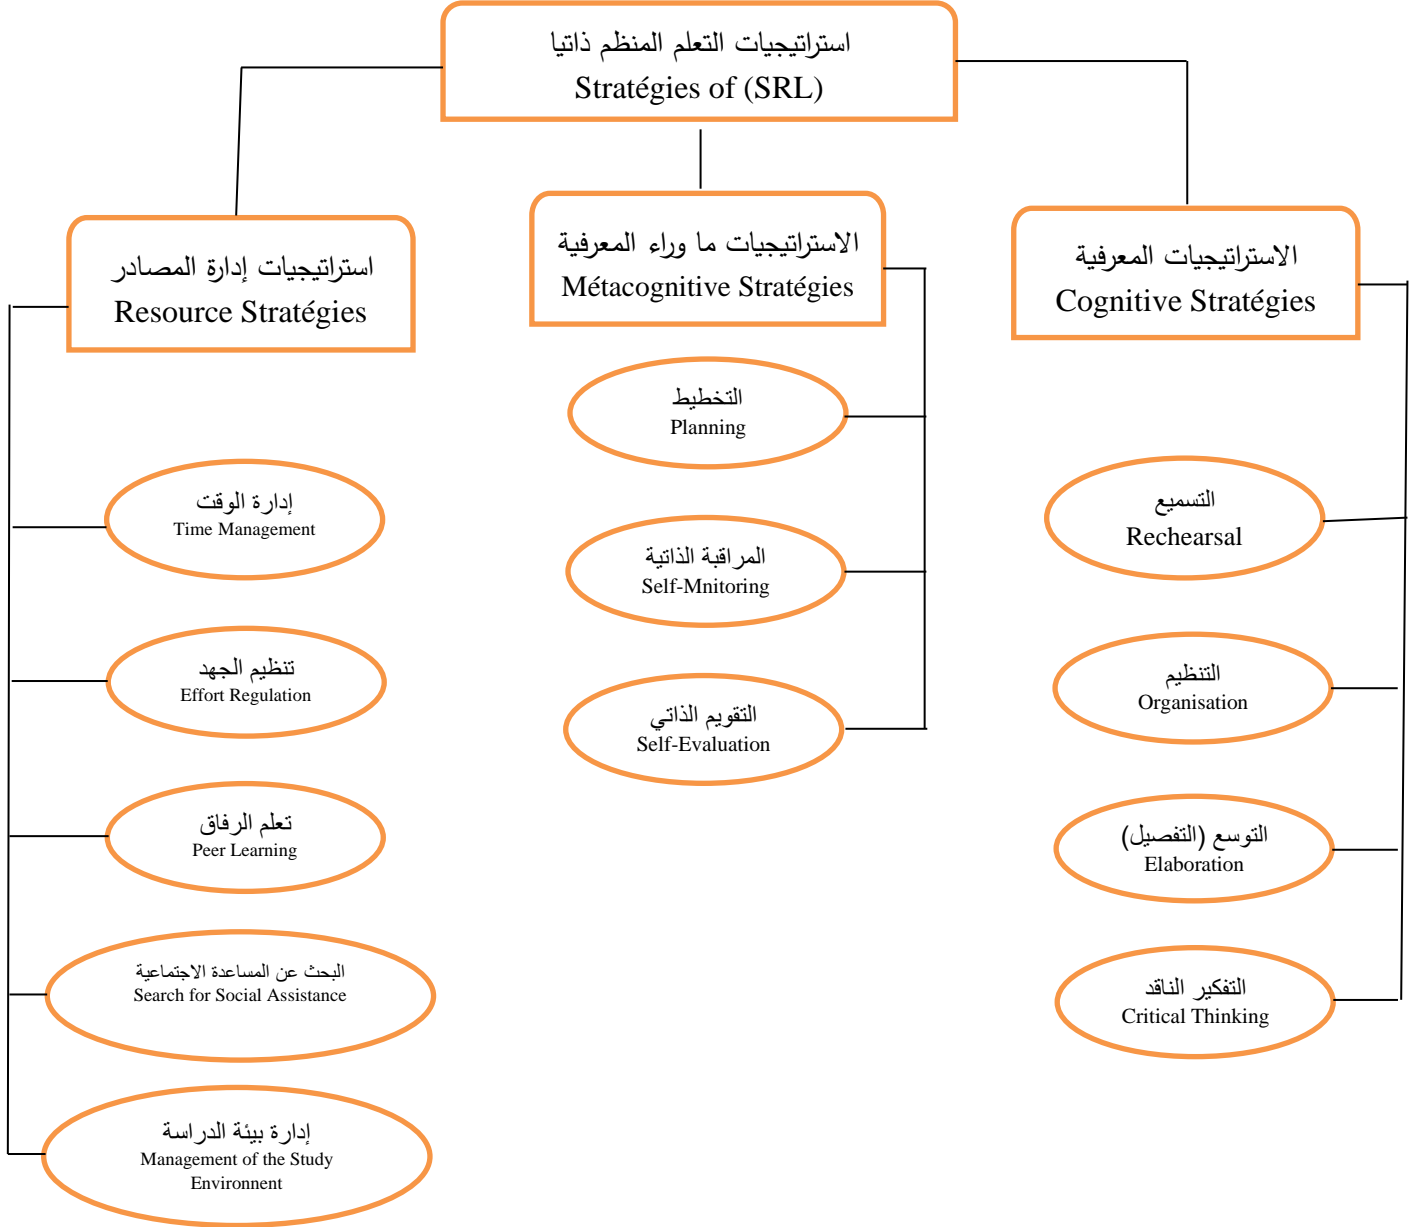 استراتيجيات التعلم المنظم ذاتيا
Stratégies of (SRL)
الاستراتيجيات المعرفية
Cognitive Stratégies
التسميع
Rechearsal
التنظيم
Organisation
التوسع (التفصيل)
Elaboration
التفكير الناقد
Critical Thinking
الاستراتيجيات ما وراء المعرفية
Métacognitive Stratégies
التخطيط
Planning
المراقبة الذاتية
Self-Mnitoring
التقويم الذاتي
Self-Evaluation
استراتيجيات إدارة المصادر
Resource Stratégies
إدارة الوقت
Time Management
تنظيم الجهد
Effort Regulation
تعلم الرفاق
Peer Learning
البحث عن المساعدة الاجتماعية
Search for Social Assistance
إدارة بيئة الدراسة
Management of the Study
Environnent